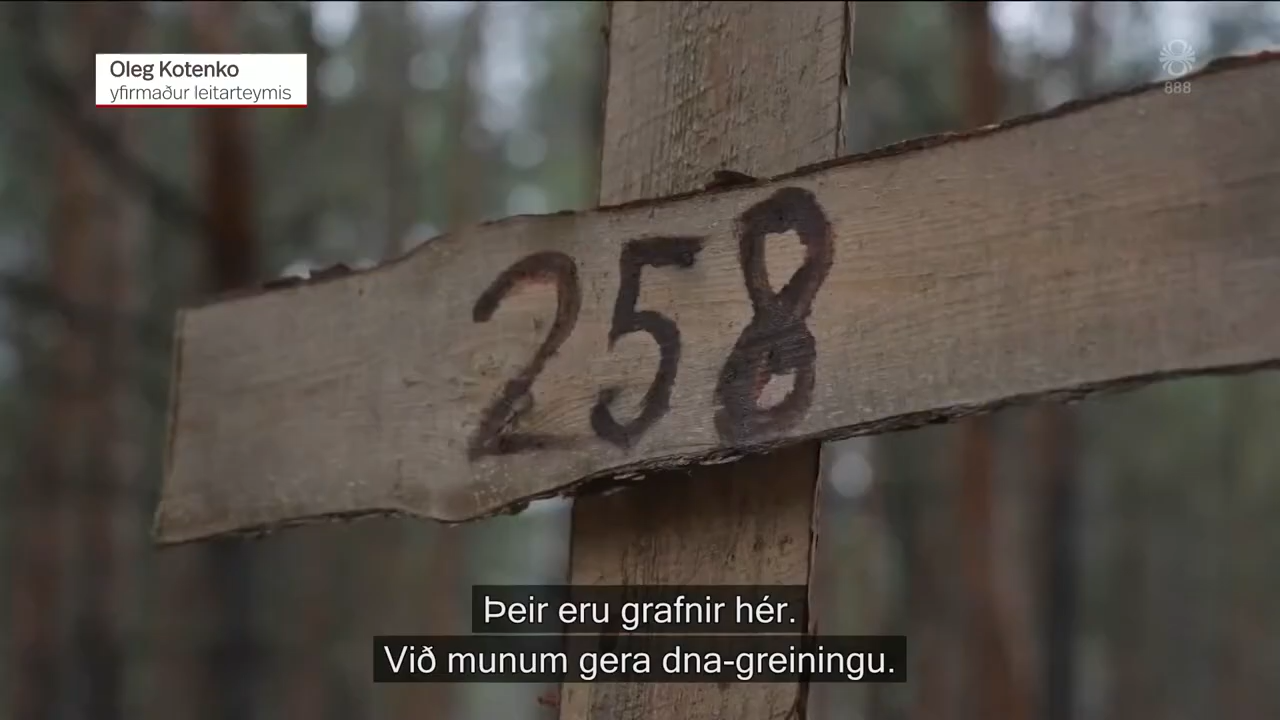 Oleg Kotenko
yfirmaður leitarteymis
888
258
Þeir eru grafnir hér.
Við munum gera dna-greiningu.